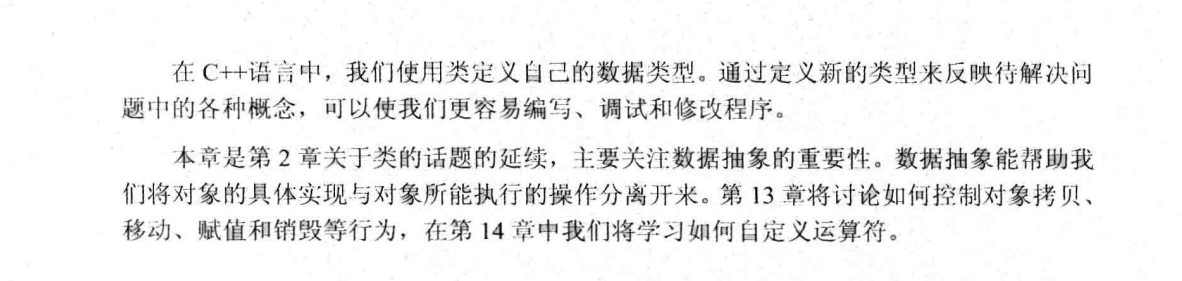 在 C++语言中，我们使用类定义自己的数据类型。通过定义新的类型来反映待解决问
题中的各种概念，可以使我们更容易编写、调试和修改程序。
本章是第 2 章关于类的话题的延续，主要关注数据抽象的重要性。数据抽象能帮助我
们将对象的具体实现与对象所能执行的操作分离开来。第 13 章将讨论如何控制对象拷贝、
移动、赋值和销毁等行为，在第 14 章中我们将学习如何自定义运算符。